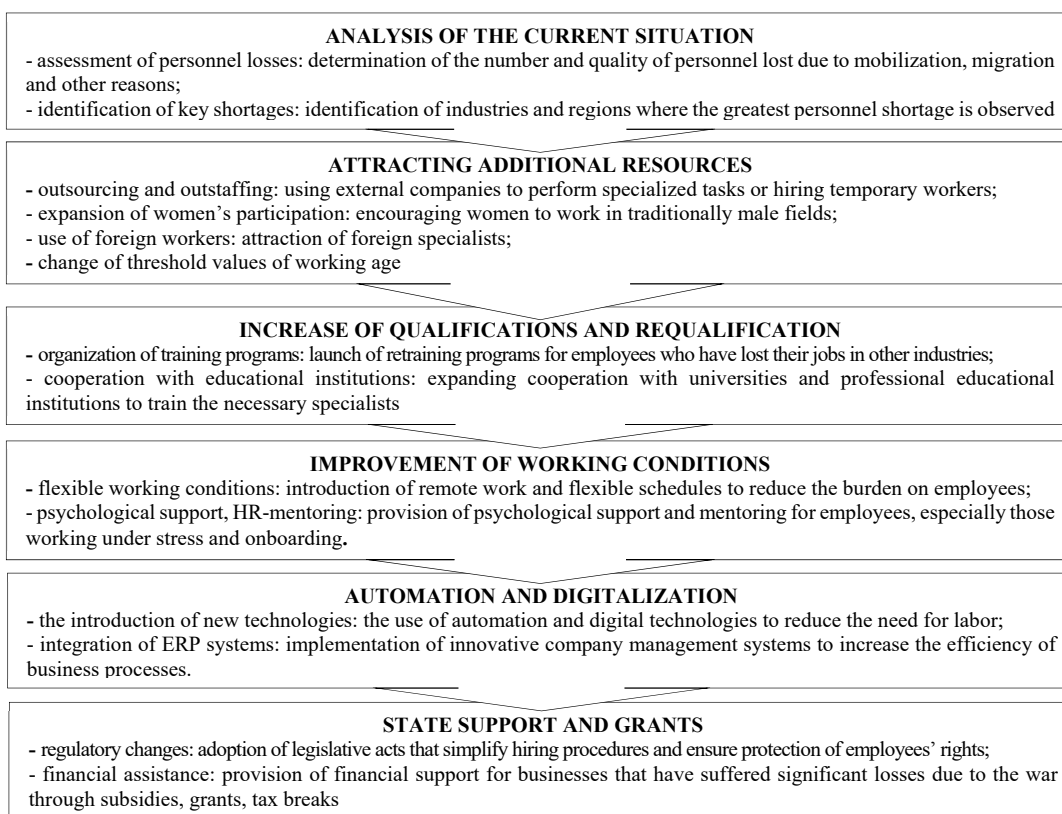 ANALYSIS OF THE CURRENT SITUATION
- assessment of personnel losses: determination of the number and quality of personnel lost due to mobilization, migration
and other reasons;
- identification of key shortages: identification of industries and regions where the greatest personnel shortage is observed
ATTRACTING ADDITIONAL RESOURCES
- outsourcing and outstaffing: using external companies to perform specialized tasks or hiring temporary workers;
- expansion of women’s participation: encouraging women to work in traditionally male fields;
- use of foreign workers: attraction of foreign specialists;
- change of threshold values of working age
INCREASE OF QUALIFICATIONS AND REQUALIFICATION
- organization of training programs: launch of retraining programs for employees who have lost their jobs in other industries;
- cooperation with educational institutions: expanding cooperation with universities and professional educational
institutions to train the necessary specialists
IMPROVEMENT OF WORKING CONDITIONS
- flexible working conditions: introduction of remote work and flexible schedules to reduce the burden on employees;
- psychological support, HR-mentoring: provision of psychological support and mentoring for employees, especially those
working under stress and onboarding.
AUTOMATION AND DIGITALIZATION
- the introduction of new technologies: the use of automation and digital technologies to reduce the need for labor;
- integration of ERP systems: implementation of innovative company management systems to increase the efficiency of
business processes.
STATE SUPPORT AND GRANTS
- regulatory changes: adoption of legislative acts that simplify hiring procedures and ensure protection of employees’ rights;
- financial assistance: provision of financial support for businesses that have suffered significant losses due to the war
through subsidies, grants, tax breaks